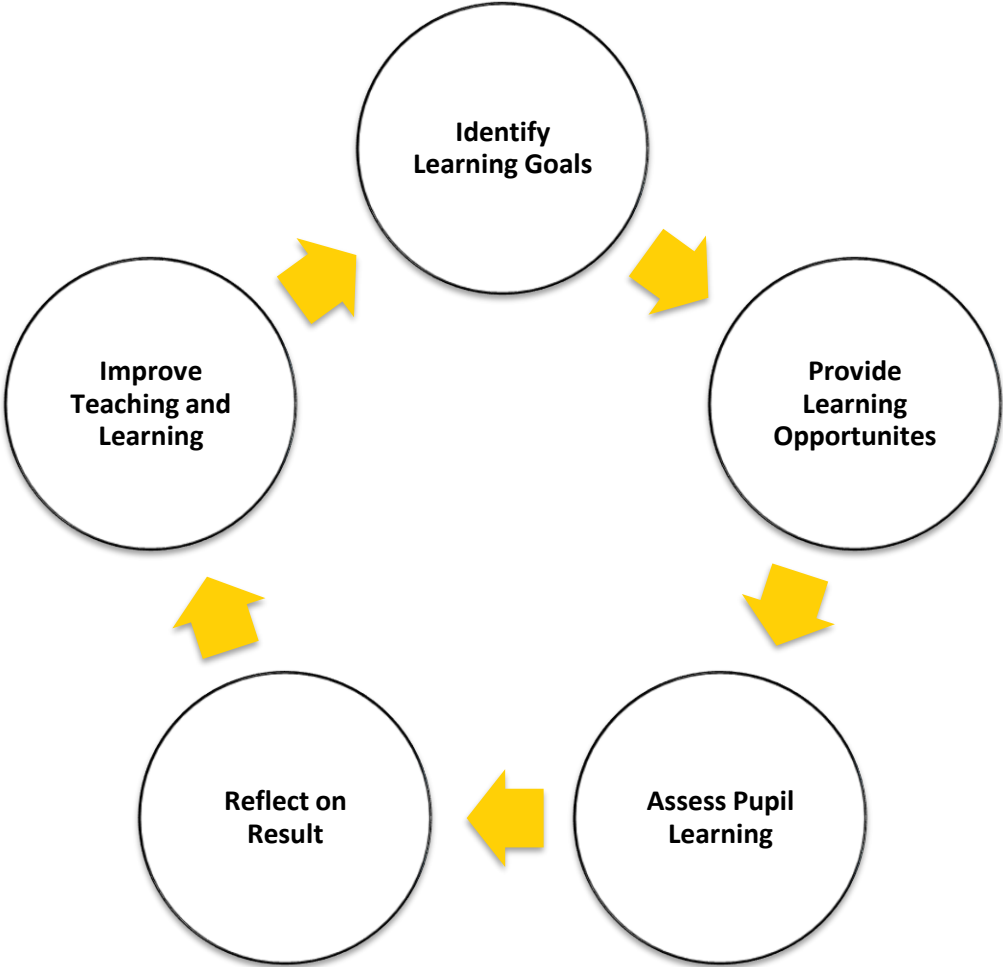 Identify
Learning Goals
Provide
Learning
Opportunites
Assess Pupil
Learning
Reflect on
Result
Improve
Teaching and
Learning